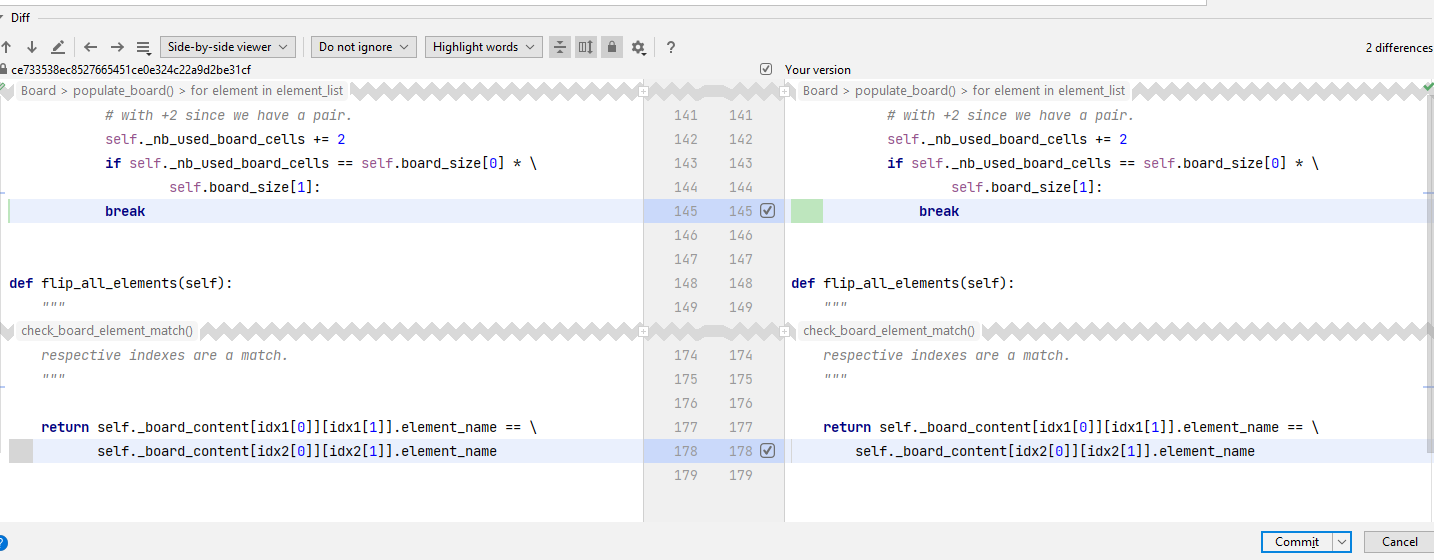 Diff
Side-by-side viewer
Do not ignore
Highlight words
?
2 differences
ce733538ec8527665451ce0e324c22a9d2be31cf
Your version
Board > populate_board() > for element in element_list
# with +2 since we have a pair.
self._nb_used_board_cells += 2
if self._nb_used_board_cells == self.board_size[0] * \
self.board_size[1]:
break
def flip_all_elements(self):
"""
check_board_element_match()
respective indexes are a match.
"""
return self._board_content[idx1[0]][idx1[1]].element_name == \
self._board_content[idx2[0]][idx2[1]].element_name
141 141
142 142
143 143
144 144
145 145
146 146
147 147
148 148
149 149
174 174
175 175
176 176
177 177
178 178
179 179
Board > populate_board() > for element in element_list
# with +2 since we have a pair.
self._nb_used_board_cells += 2
if self._nb_used_board_cells == self.board_size[0] * \
self.board_size[1]:
break
def flip_all_elements(self):
"""
check_board_element_match()
respective indexes are a match.
"""
return self._board_content[idx1[0]][idx1[1]].element_name == \
self._board_content[idx2[0]][idx2[1]].element_name
?
Commit
Cancel